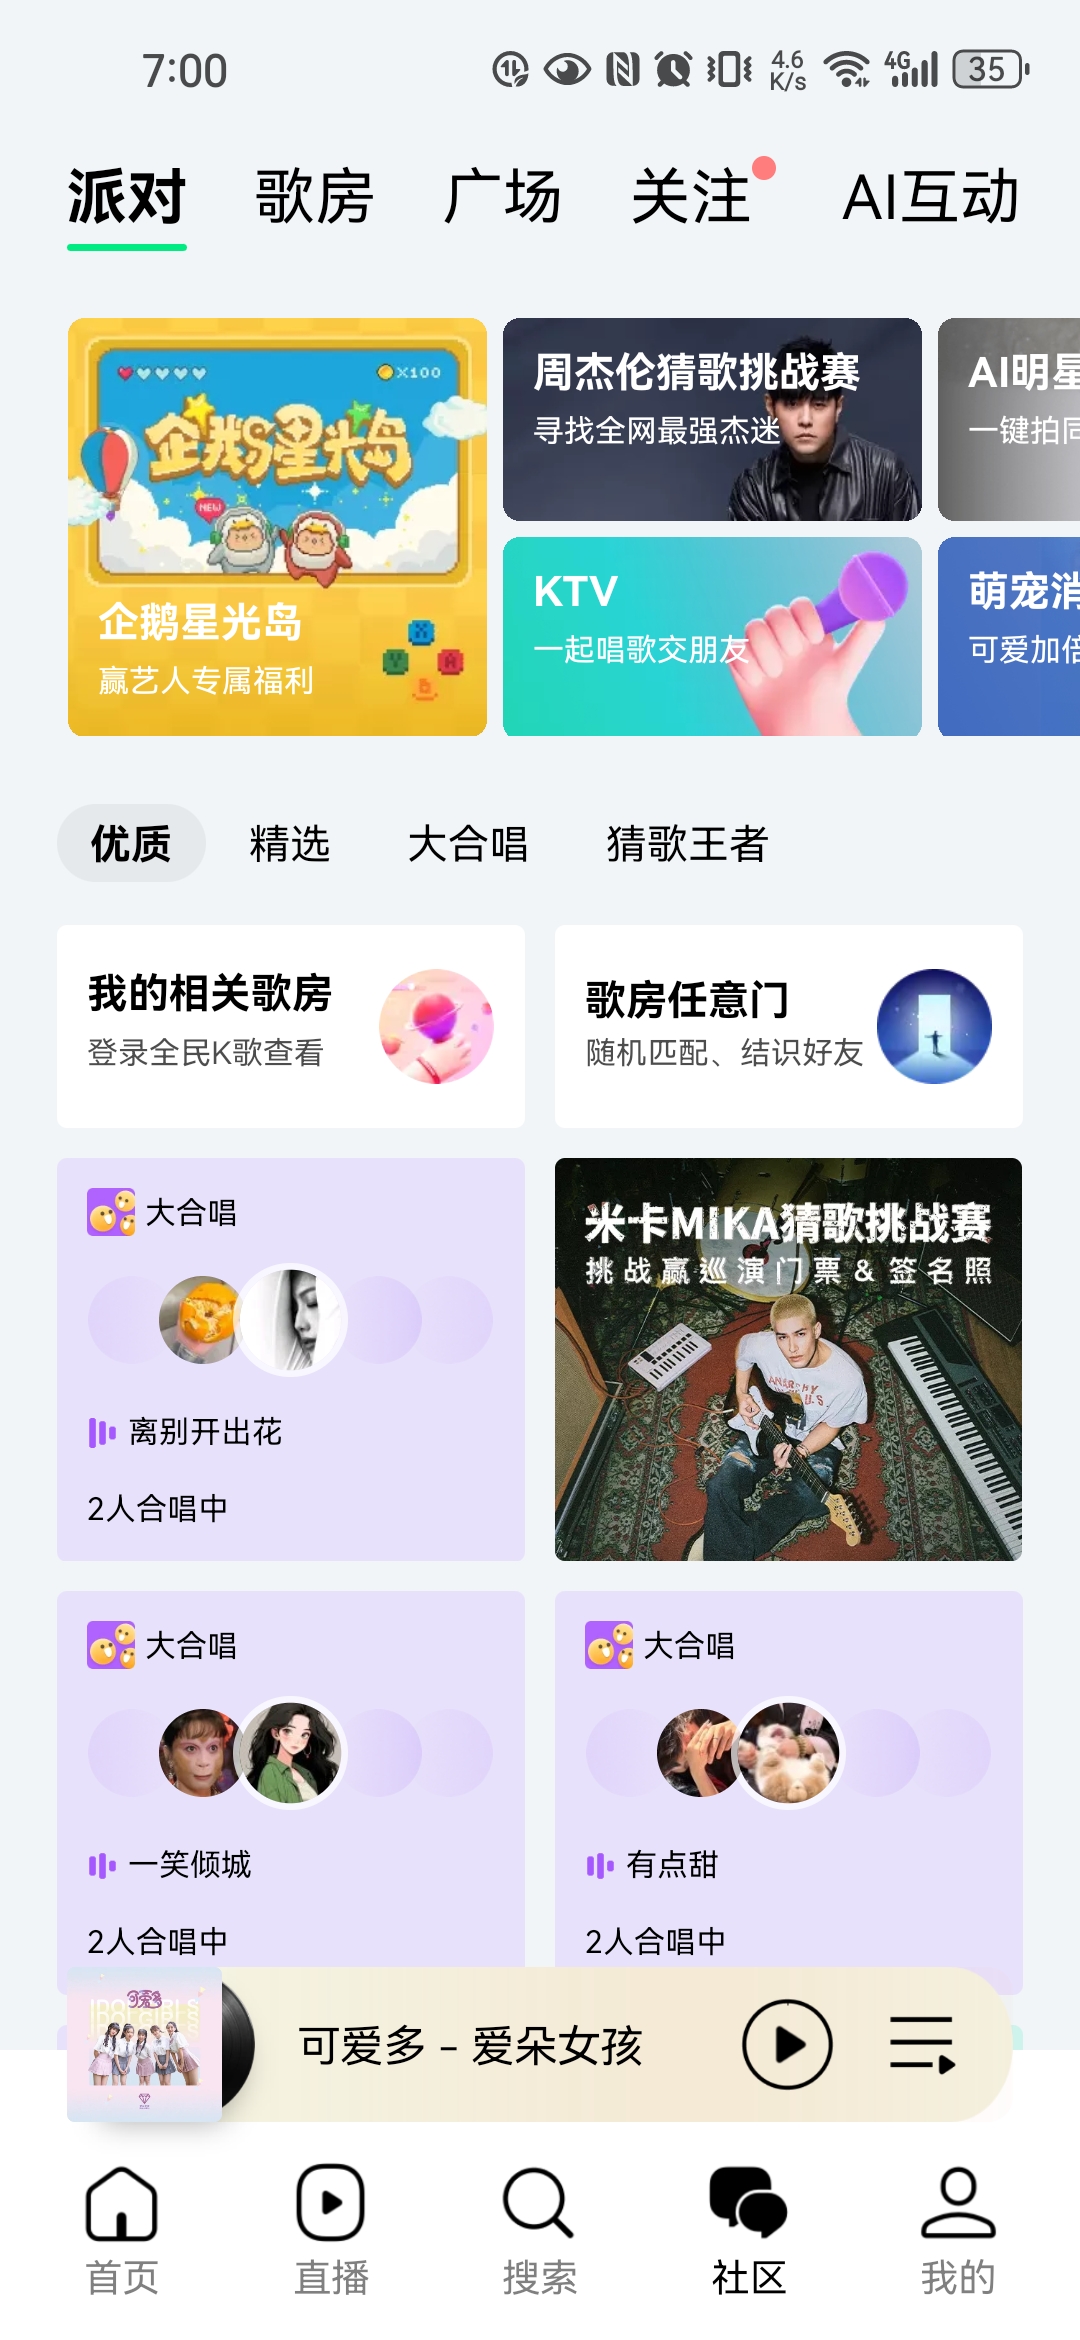 7:00
4.6
K/s
4G
35
派对
歌房
广场
关注
AI互动
X100
企鹅星光岛
NEW
企鹅星光岛
赢艺人专属福利
X
Y
A
B
周杰伦猜歌挑战赛
寻找全网最强杰迷
KTV
一起唱歌交朋友
AI明星
一键拍同
萌宠消
可爱加倍
优质
精选
大合唱
猜歌王者
我的相关歌房
登录全民K歌查看
歌房任意门
随机匹配、结识好友
大合唱
离别开出花
2人合唱中
米卡MIKA猜歌挑战赛
挑战赢巡演门票&签名照
大合唱
一笑倾城
2人合唱中
大合唱
有点甜
2人合唱中
可爱多
可爱多 - 爱朵女孩
首页
直播
搜索
社区
我的